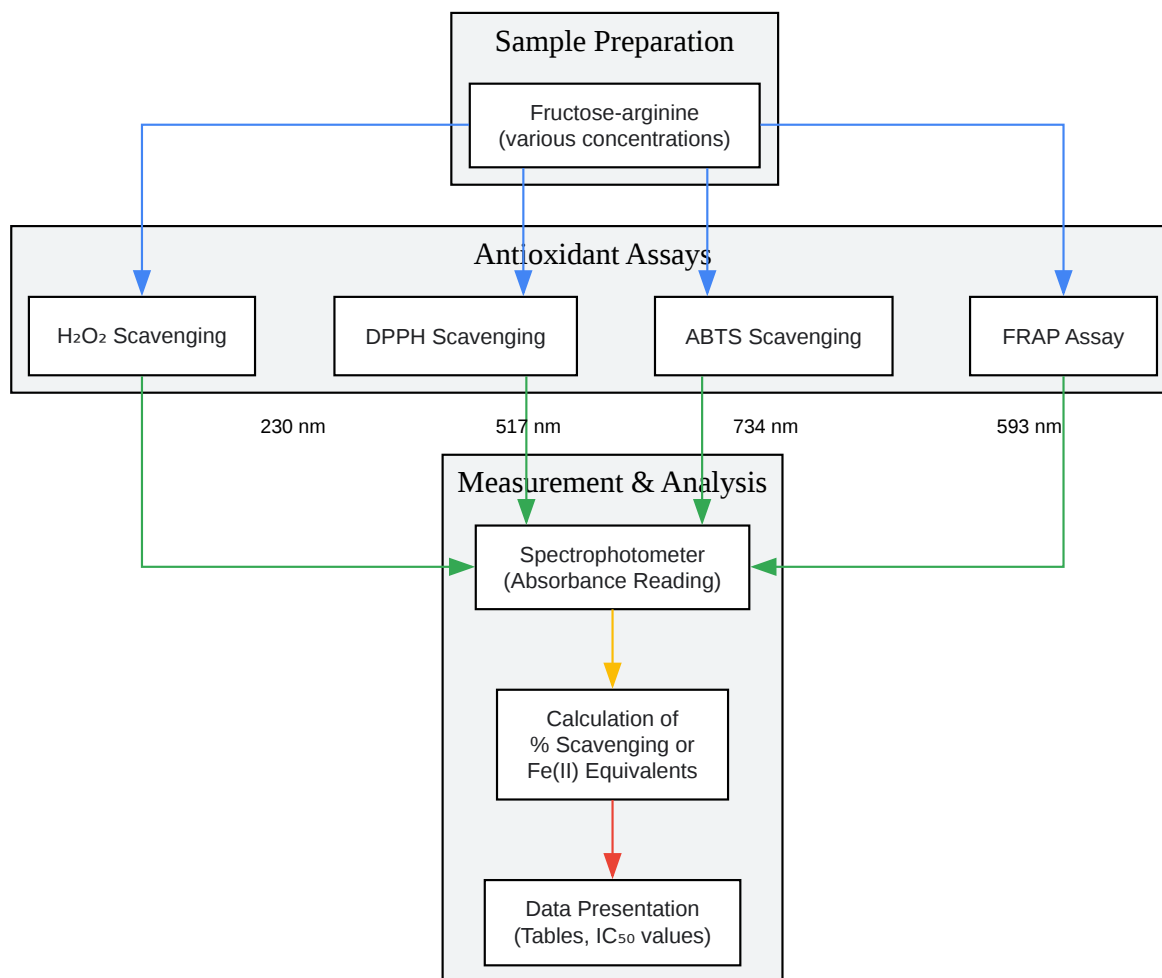 Sample Preparation
Fructose-arginine
(various concentrations)
Antioxidant Assays
H₂O₂ Scavenging
DPPH Scavenging
ABTS Scavenging
FRAP Assay
230 nm
517 nm
734 nm
593 nm
Measurement & Analysis
Spectrophotometer
(Absorbance Reading)
Calculation of
% Scavenging or
Fe(II) Equivalents
Data Presentation
(Tables, IC₅₀ values)